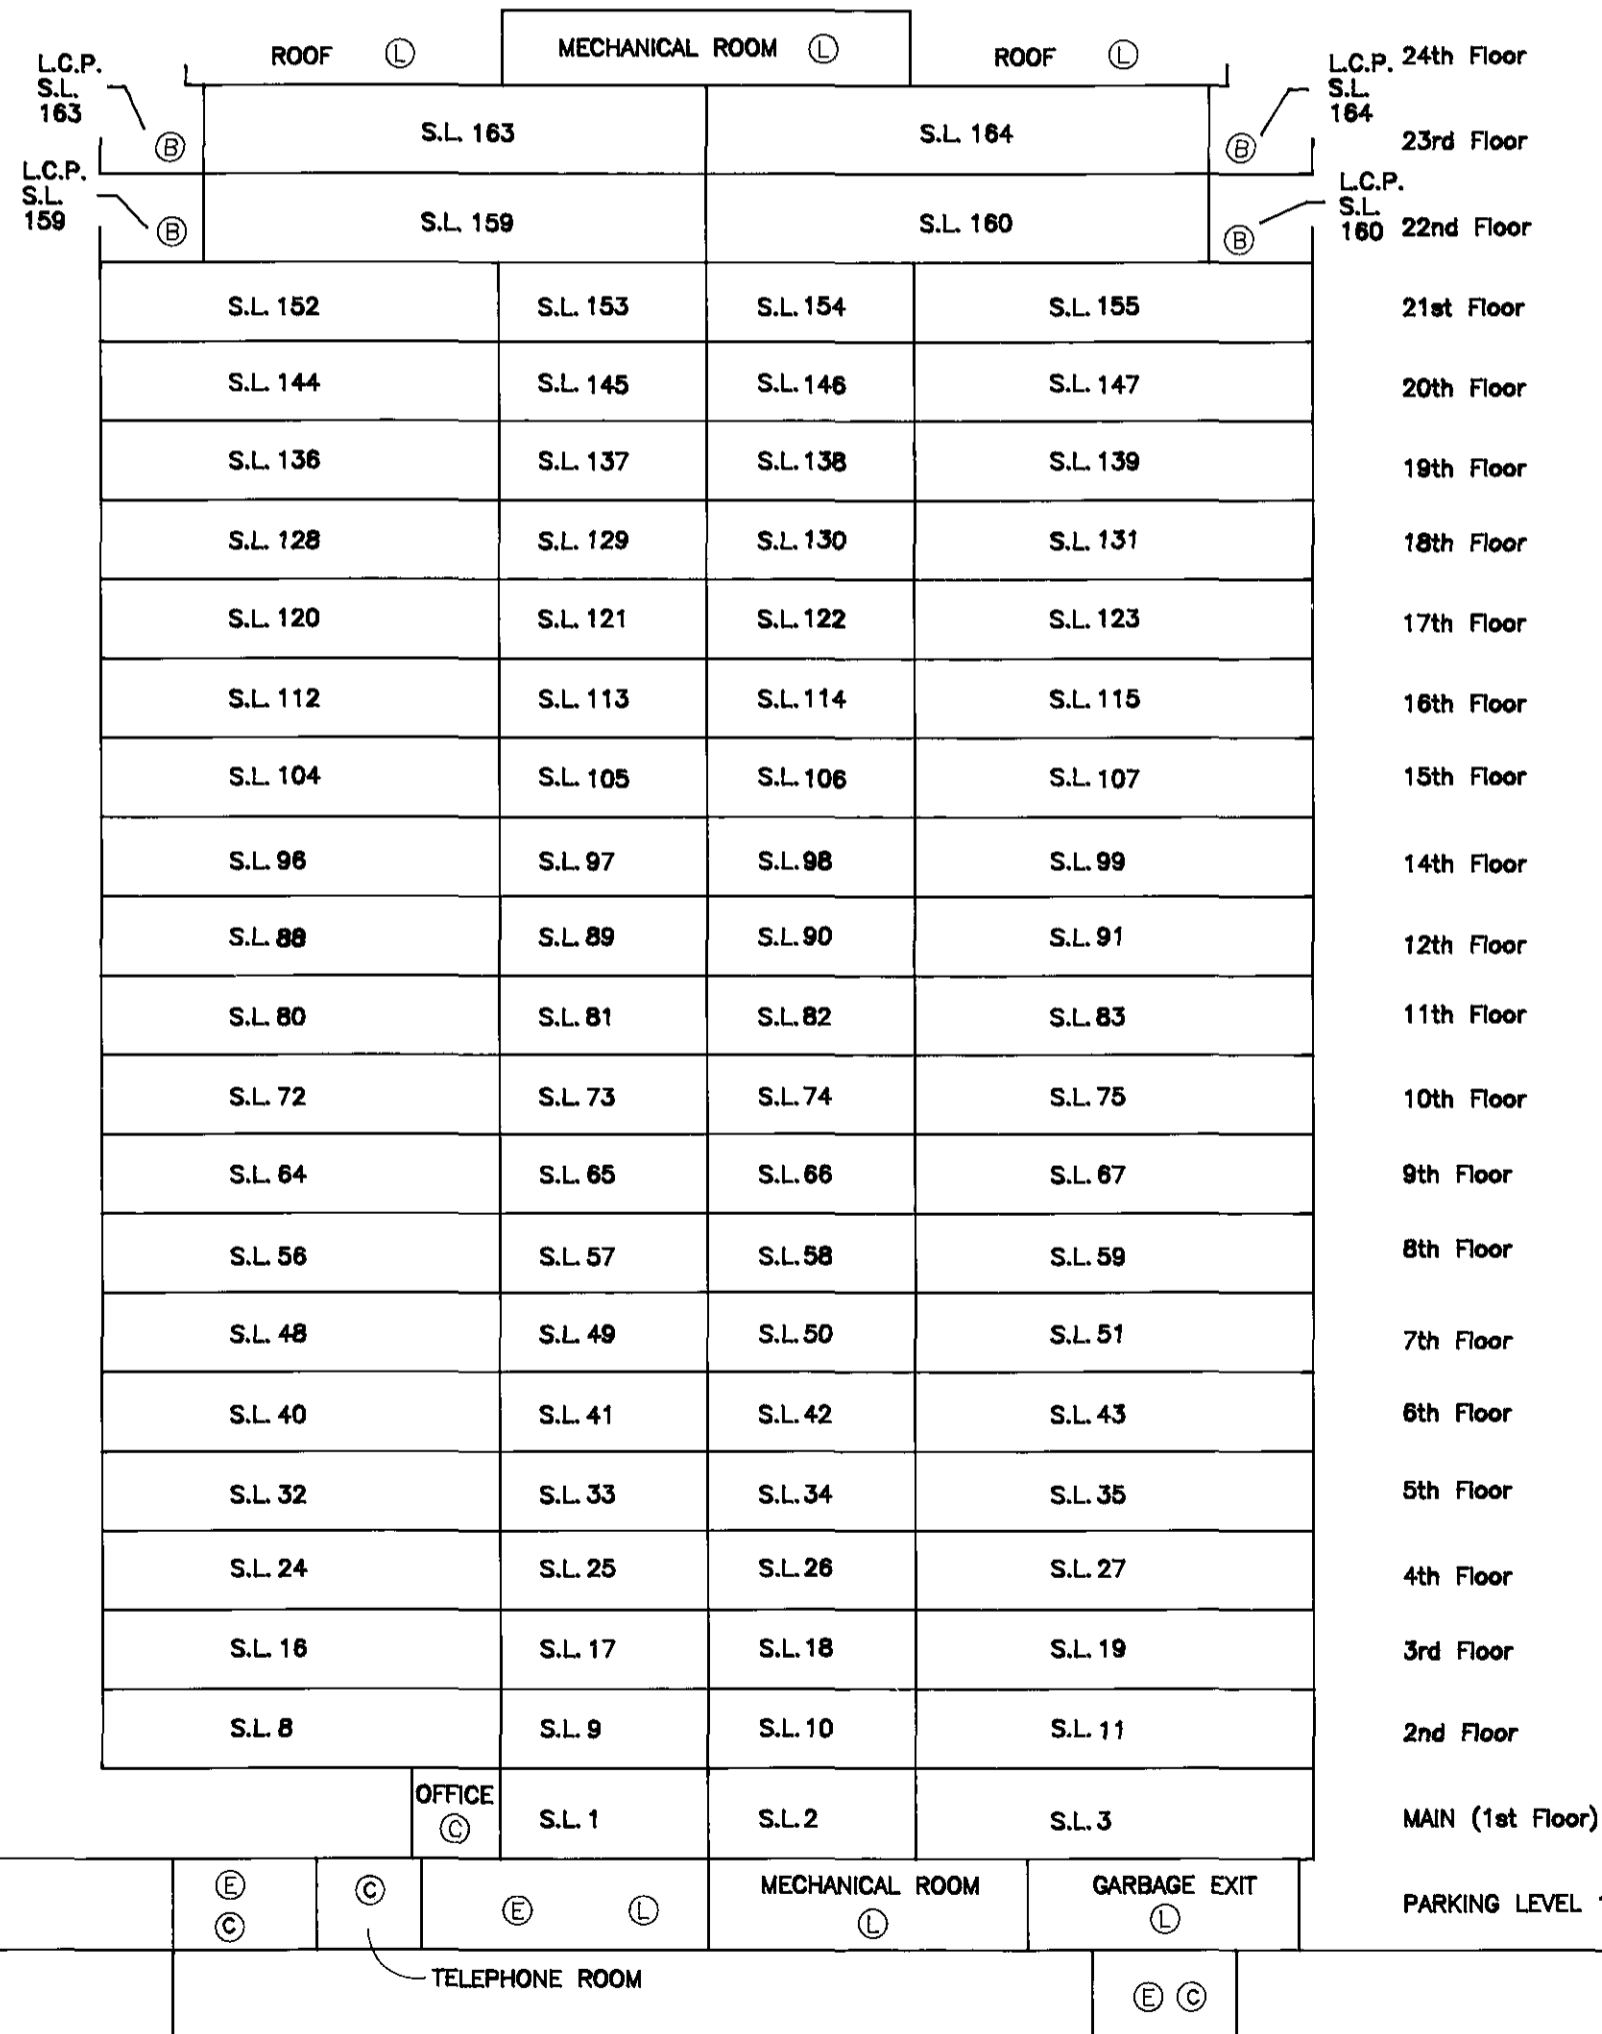 ROOF Ⓛ MECHANICAL ROOM Ⓛ ROOF Ⓛ 24th Floor
L.C.P.
S.L.
163
L.C.P.
S.L.
164
Ⓑ S.L. 163 S.L. 164 Ⓑ 23rd Floor
L.C.P.
S.L.
159
L.C.P.
S.L.
160
Ⓑ S.L. 159 S.L. 160 Ⓑ 22nd Floor
S.L. 152 S.L. 153 S.L. 154 S.L. 155 21st Floor
S.L. 144 S.L. 145 S.L. 146 S.L. 147 20th Floor
S.L. 136 S.L. 137 S.L. 138 S.L. 139 19th Floor
S.L. 128 S.L. 129 S.L. 130 S.L. 131 18th Floor
S.L. 120 S.L. 121 S.L. 122 S.L. 123 17th Floor
S.L. 112 S.L. 113 S.L. 114 S.L. 115 16th Floor
S.L. 104 S.L. 105 S.L. 106 S.L. 107 15th Floor
S.L. 96 S.L. 97 S.L. 98 S.L. 99 14th Floor
S.L. 88 S.L. 89 S.L. 90 S.L. 91 12th Floor
S.L. 80 S.L. 81 S.L. 82 S.L. 83 11th Floor
S.L. 72 S.L. 73 S.L. 74 S.L. 75 10th Floor
S.L. 64 S.L. 65 S.L. 66 S.L. 67 9th Floor
S.L. 56 S.L. 57 S.L. 58 S.L. 59 8th Floor
S.L. 48 S.L. 49 S.L. 50 S.L. 51 7th Floor
S.L. 40 S.L. 41 S.L. 42 S.L. 43 6th Floor
S.L. 32 S.L. 33 S.L. 34 S.L. 35 5th Floor
S.L. 24 S.L. 25 S.L. 26 S.L. 27 4th Floor
S.L. 16 S.L. 17 S.L. 18 S.L. 19 3rd Floor
S.L. 8 S.L. 9 S.L. 10 S.L. 11 2nd Floor
OFFICE
Ⓒ S.L. 1 S.L. 2 S.L. 3 MAIN (1st Floor)
Ⓔ Ⓒ MECHANICAL ROOM GARBAGE EXIT
Ⓒ Ⓔ Ⓛ Ⓛ Ⓛ PARKING LEVEL
TELEPHONE ROOM
Ⓔ Ⓒ